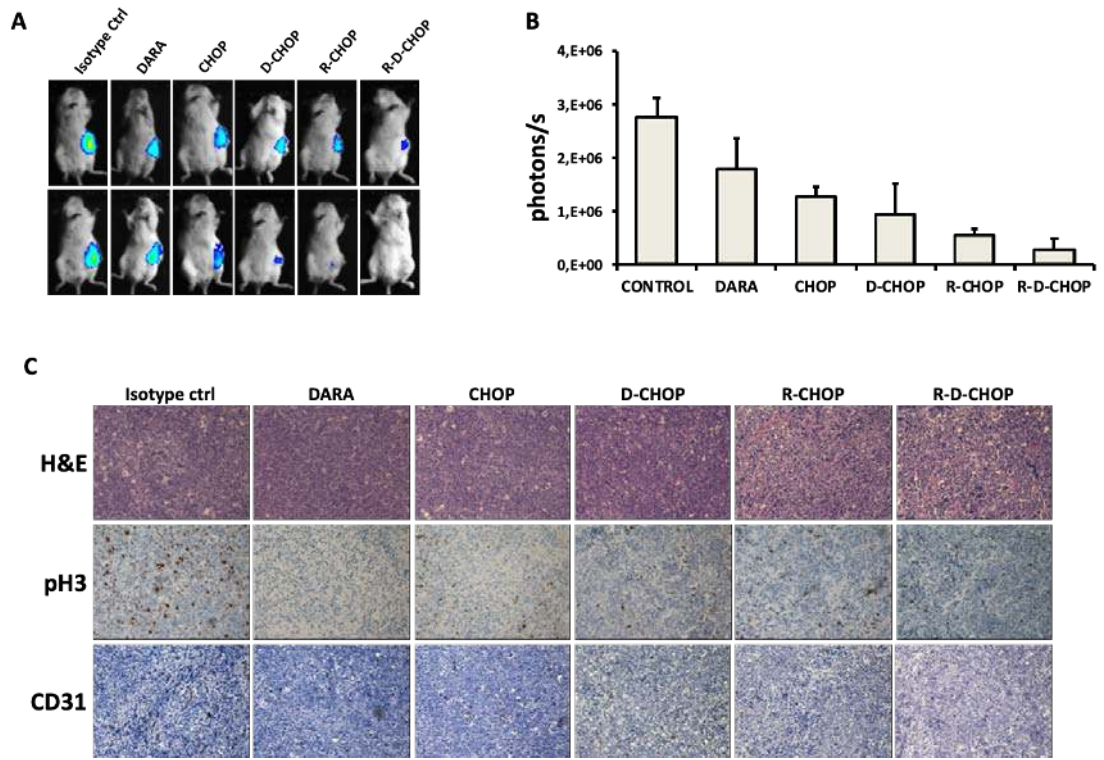 A
Isotype Ctrl DARA CHOP D-CHOP R-CHOP R-D-CHOP
B
4,E+06
3,E+06
2,E+06
1,E+06
0,E+00
photons/s
CONTROL DARA CHOP D-CHOP R-CHOP R-D-CHOP
C
Isotype ctrl DARA CHOP D-CHOP R-CHOP R-D-CHOP
H&E
pH3
CD31